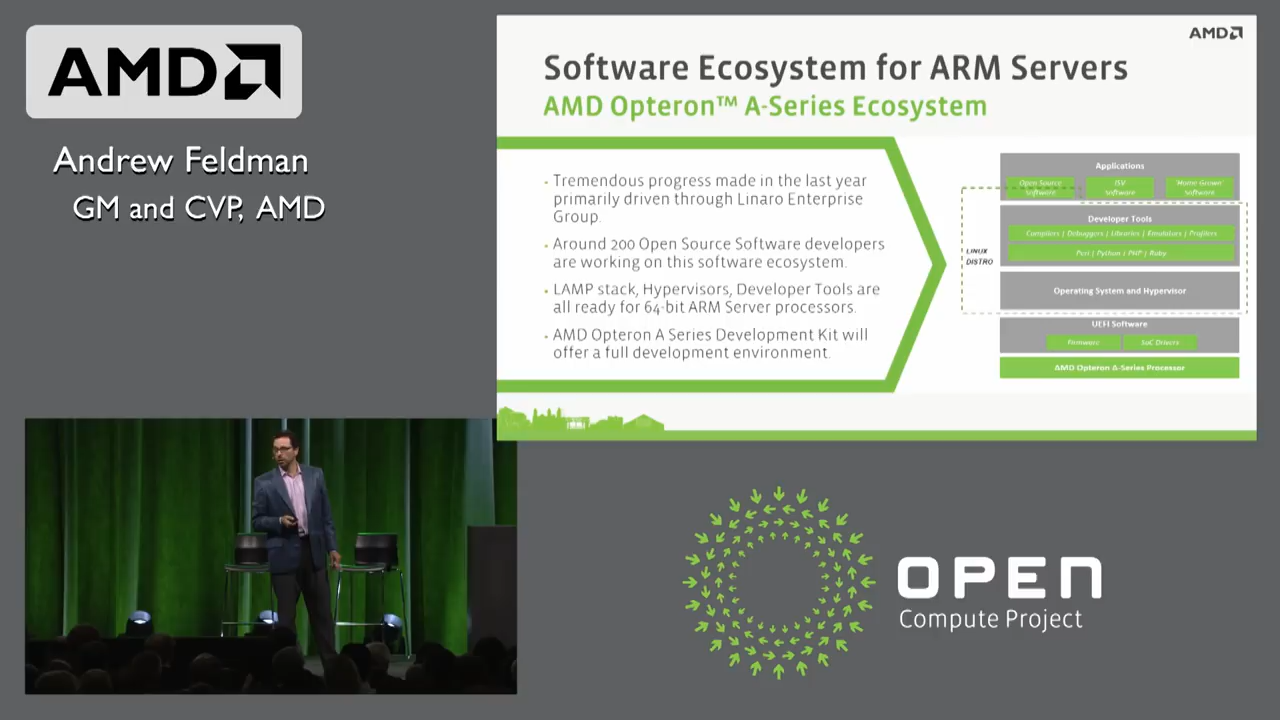 AMD
Andrew Feldman
GM and CVP, AMD
AMD
Software Ecosystem for ARM Servers
AMD Opteron™ A-Series Ecosystem
• Tremendous progress made in the last year
primarily driven through Linaro Enterprise
Group.
• Around 200 Open Source Software developers
are working on this software ecosystem.
• LAMP stack, Hypervisors, Developer Tools are
all ready for 64-bit ARM Server processors.
• AMD Opteron A Series Development Kit will
offer a full development environment.
Applications
Open Source
Software
ISV
Software
'Home-Grown'
Software
Developer Tools
Compilers | Debuggers | Libraries | Emulators | Profilers
Perl | Python | PHP | Ruby
LINUX
DISTRO
Operating System and Hypervisor
UEFI Software
Firmware
SoC Drivers
AMD Opteron A-Series Processor
OPEN
Compute Project